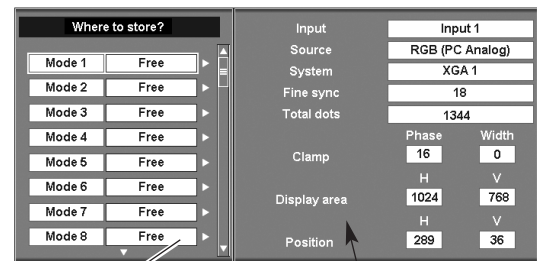 Where to store?
Mode 1 Free
Mode 2 Free
Mode 3 Free
Mode 4 Free
Mode 5 Free
Mode 6 Free
Mode 7 Free
Mode 8 Free
Input Input 1
Source RGB (PC Analog)
System XGA 1
Fine sync 18
Total dots 1344
Phase Width
Clamp 16 0
H V
Display area 1024 768
H V
Position 289 36